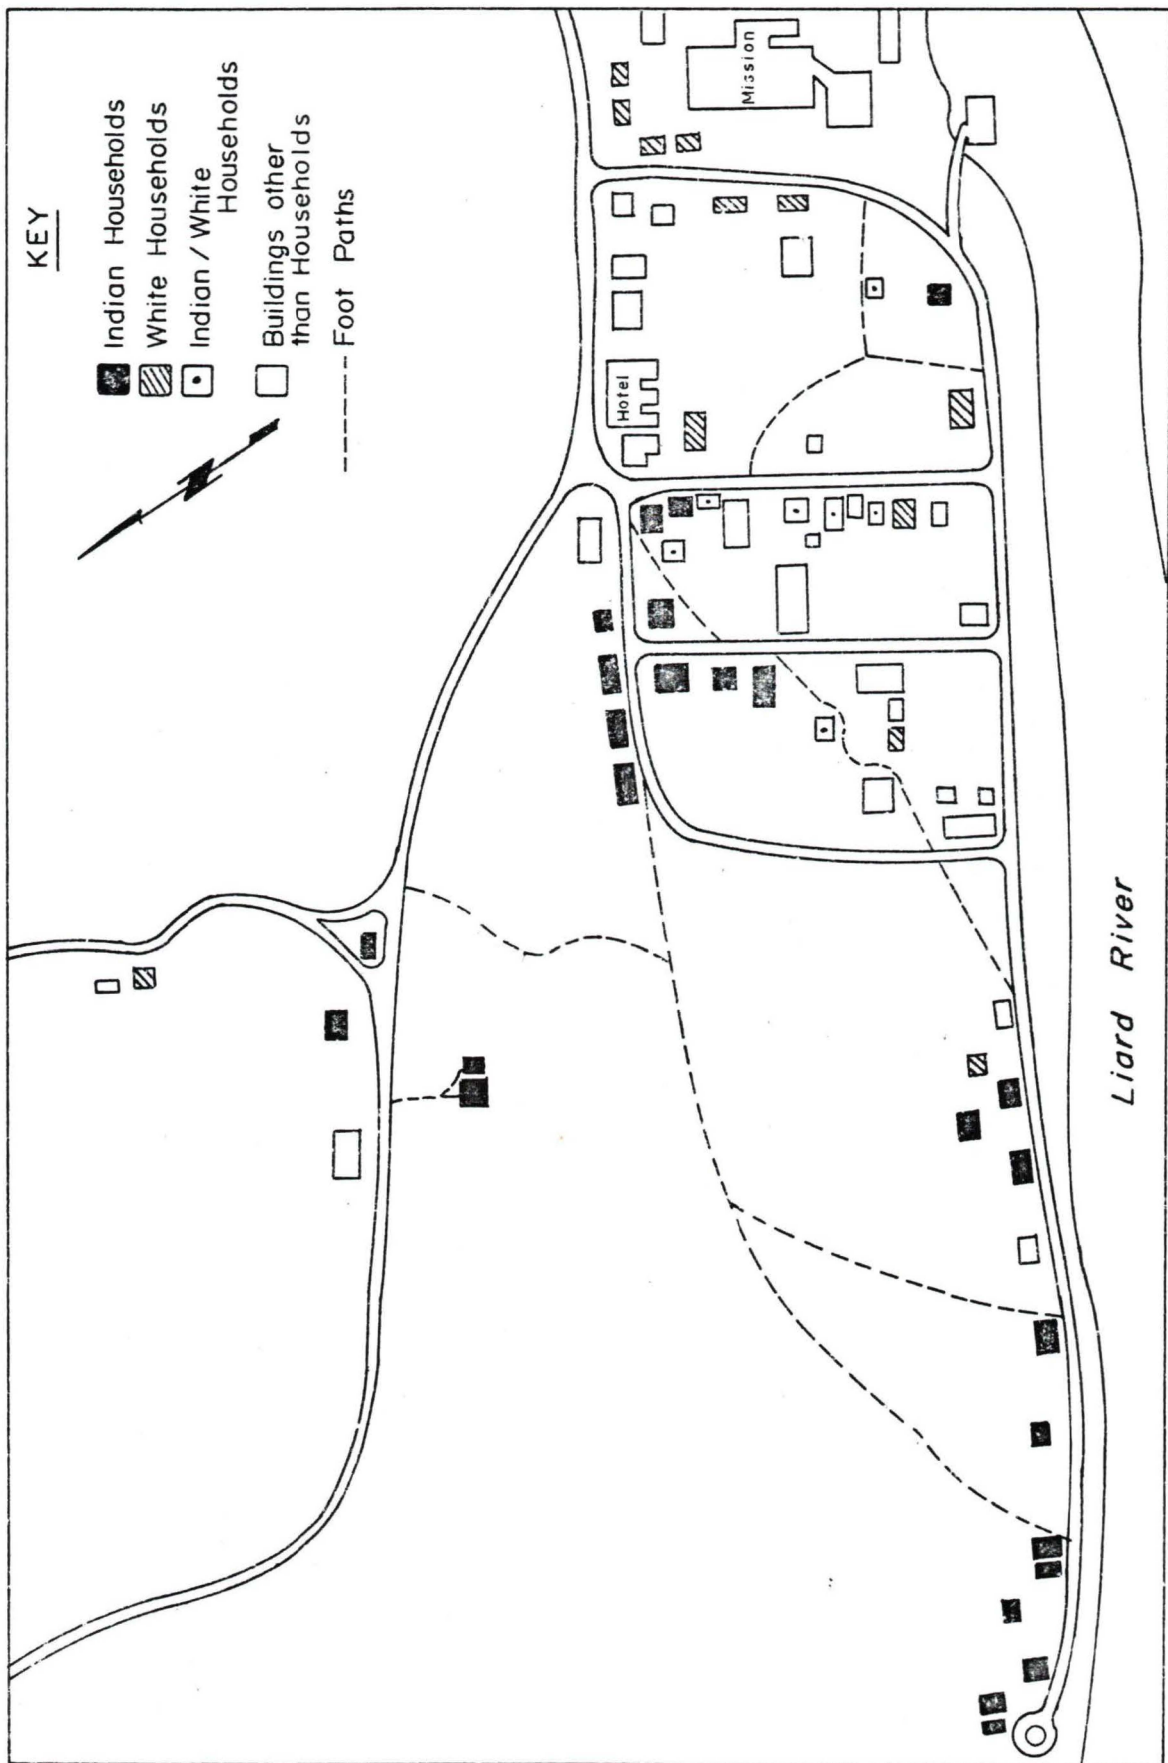 KEY
Indian Households
White Households
Indian / White
Households
Buildings other
than Households
Foot Paths
Mission
Hotel
Liard River